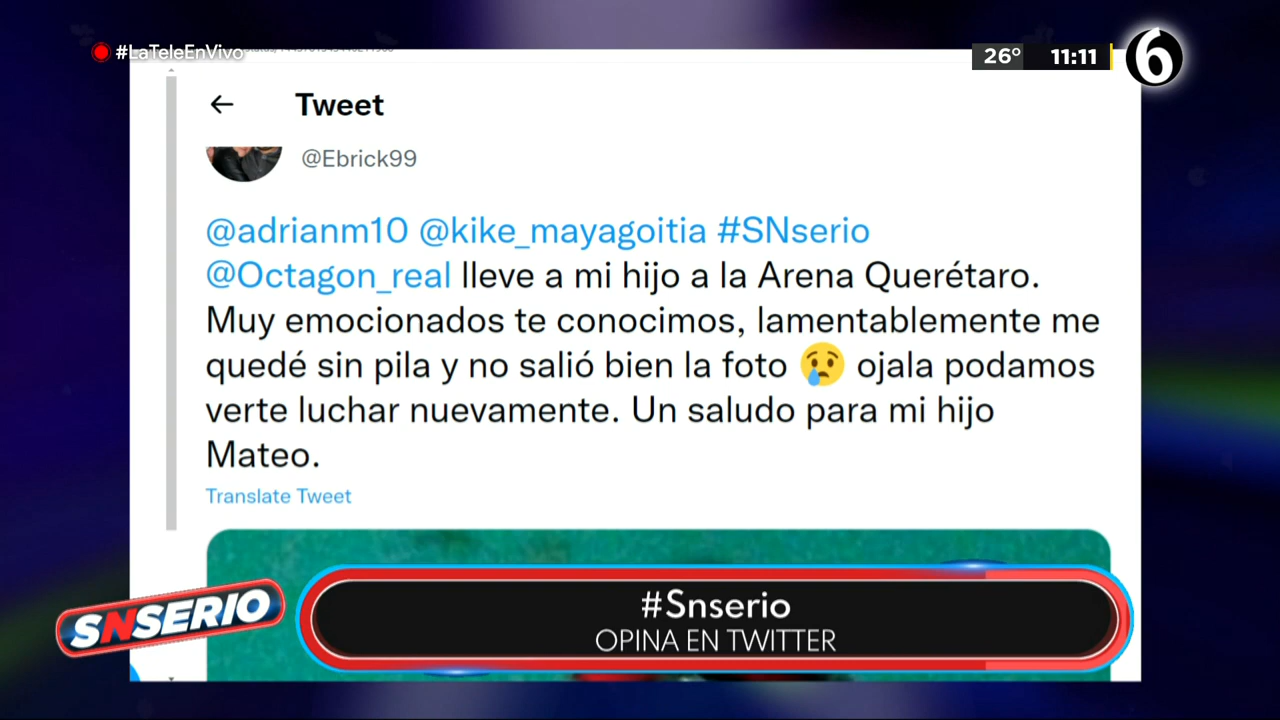 #LaTeleEnVivo
26° 11:11 6
Tweet
@Ebrick99
@adrianm10 @kike_mayagoitia #SNserio
@Octagon_real lleve a mi hijo a la Arena Querétaro.
Muy emocionados te conocimos, lamentablemente me
quedé sin pila y no salió bien la foto 😢 ojala podamos
verte luchar nuevamente. Un saludo para mi hijo
Mateo.
Translate Tweet
SNSERIO
#Snserio
OPINA EN TWITTER